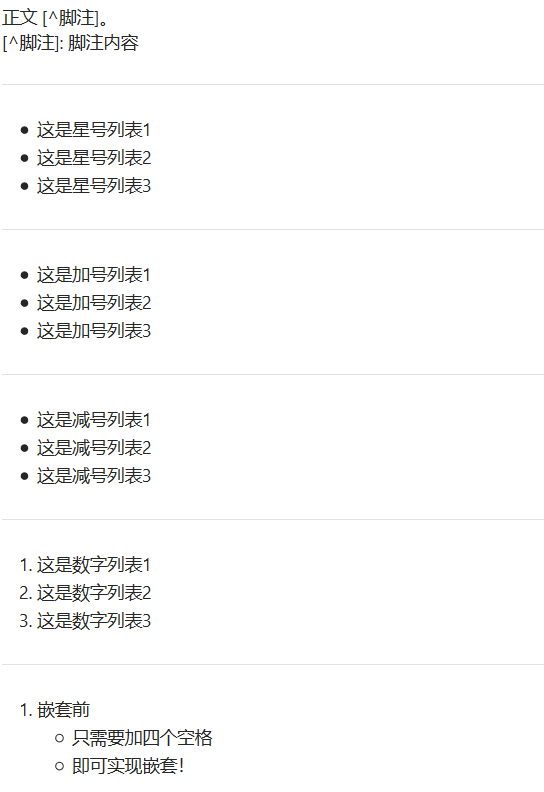 正文 [^脚注]。
[^脚注]: 脚注内容
● 这是星号列表1
● 这是星号列表2
● 这是星号列表3
● 这是加号列表1
● 这是加号列表2
● 这是加号列表3
● 这是减号列表1
● 这是减号列表2
● 这是减号列表3
1. 这是数字列表1
2. 这是数字列表2
3. 这是数字列表3
1. 嵌套前
○ 只需要加四个空格
○ 即可实现嵌套！